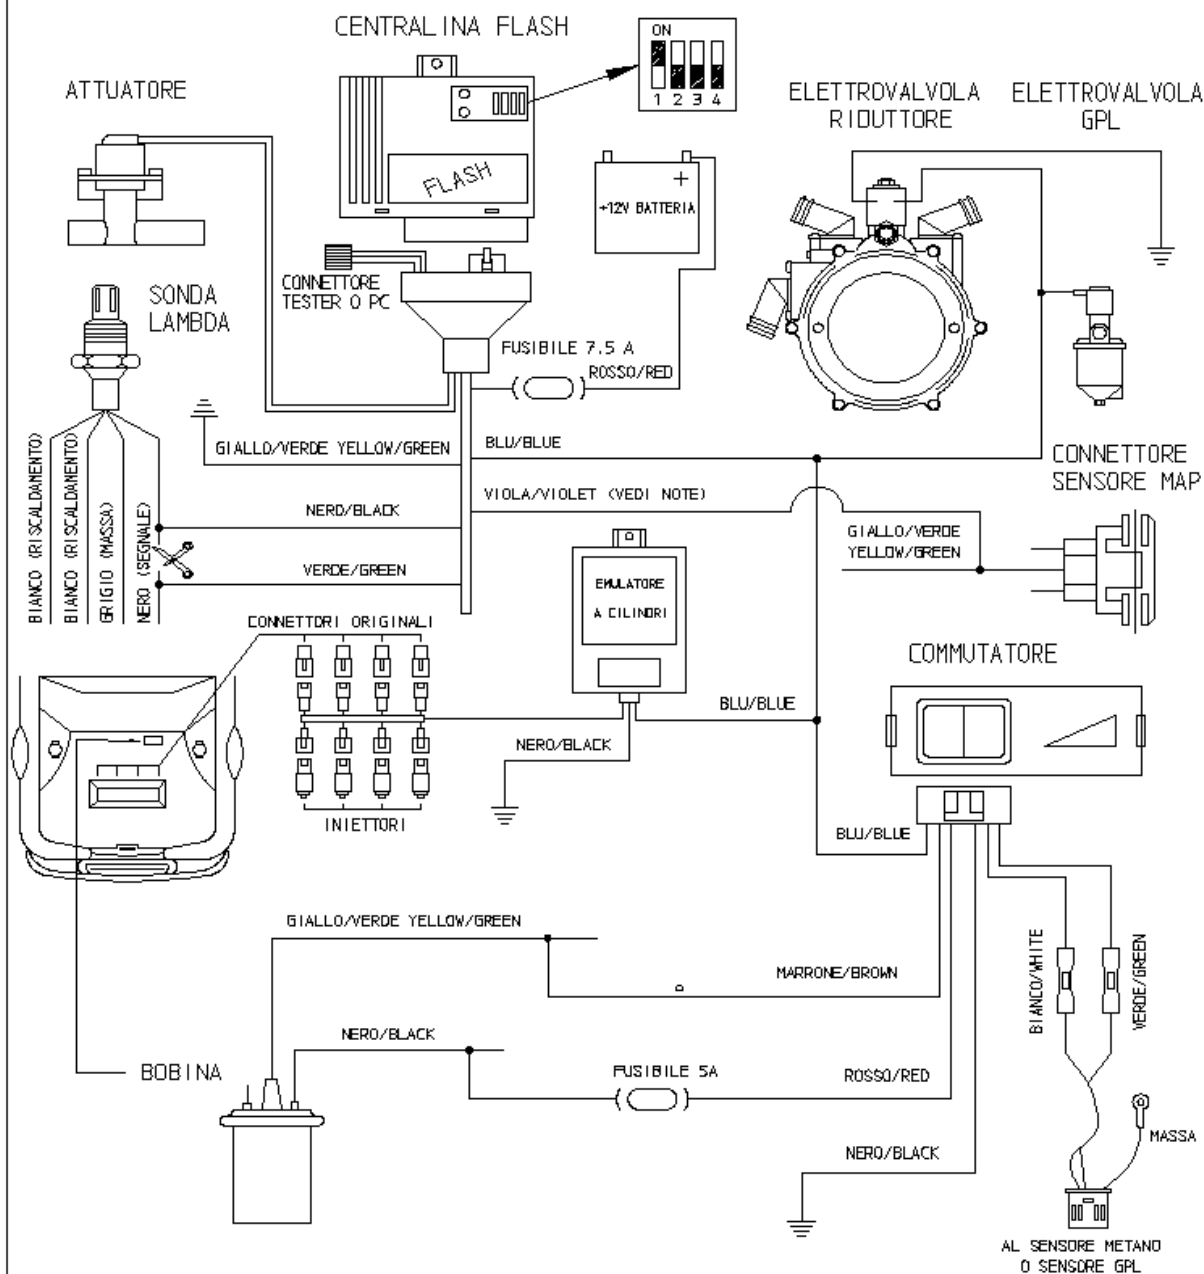 CENTRALINA FLASH
ON
1 2 3 4
ATTUATORE
ELETTROVALVOLA
RIDUTTORE
ELETTROVALVOLA
GPL
FLASH
+
+12V BATTERIA
CONNETTORE
TESTER O PC
SONDA
LAMBDA
FUSIBILE 7.5 A
ROSSO/RED
GIALLO/VERDE YELLOW/GREEN
BLU/BLUE
CONNETTORE
SENSORE MAP
VIOLA/VIOLET (VEDI NOTE)
NERO/BLACK
GIALLO/VERDE
YELLOW/GREEN
VERDE/GREEN
BIANCO (RISCALDAMENTO)
BIANCO (RISCALDAMENTO)
GRIGIO (MASSA)
NERO (SEGNALE)
EMULATORE
A CILINDRI
CONNETTORI ORIGINALI
COMMUTATORE
BLU/BLUE
NERO/BLACK
INIETTORI
BLU/BLUE
GIALLO/VERDE YELLOW/GREEN
MARRONE/BROWN
BIANCO/WHITE
VERDE/GREEN
NERO/BLACK
BOBINA
FUSIBILE 5A
ROSSO/RED
MASSA
NERO/BLACK
AL SENSORE METANO
O SENSORE GPL